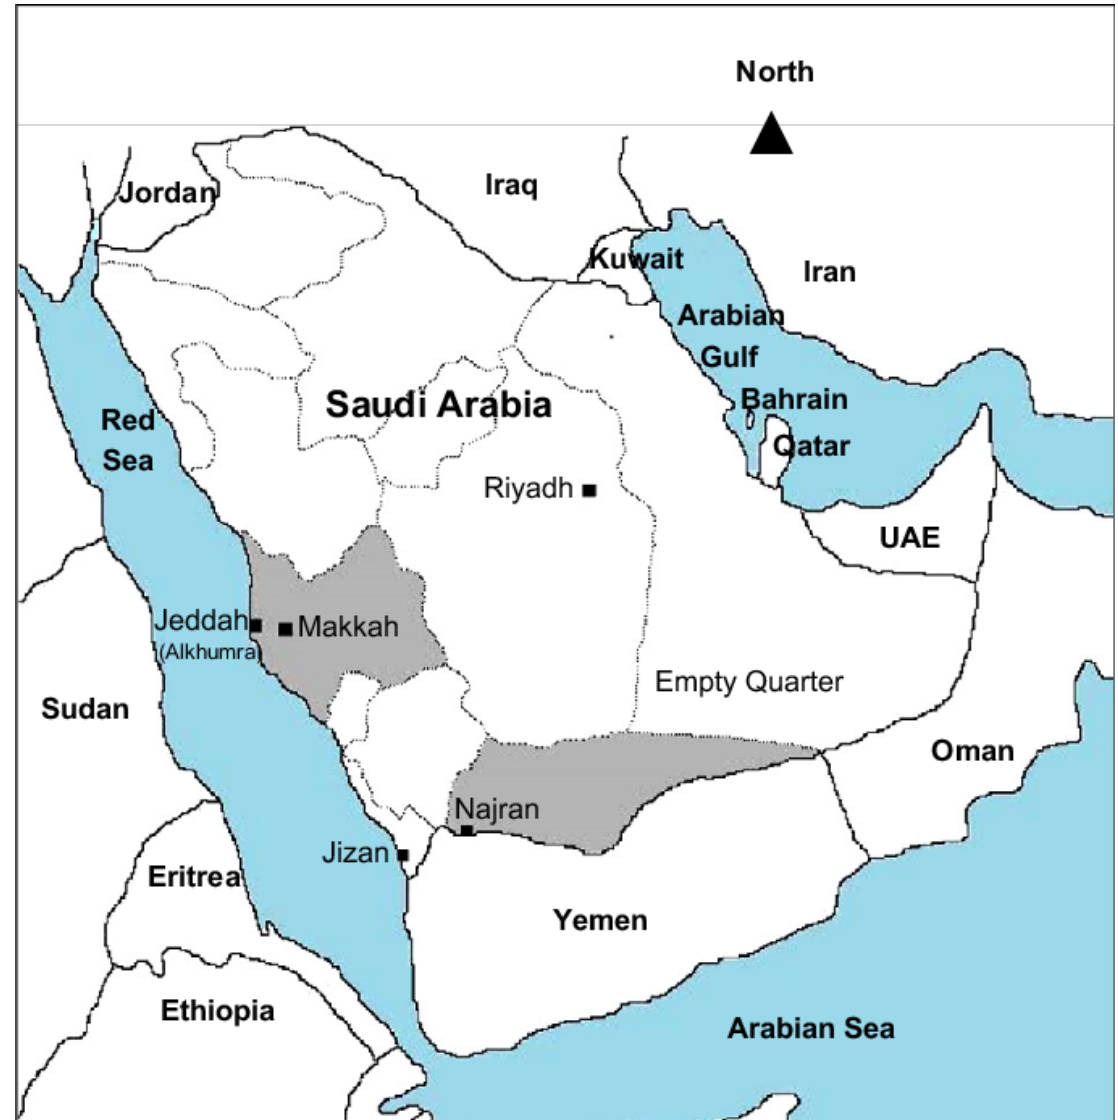 North
Jordan
Iraq
Kuwait
Iran
Arabian
Gulf
Bahrain
Qatar
Saudi Arabia
Red
Sea
Riyadh
UAE
Jeddah
(Alkhumra)
Makkah
Empty Quarter
Sudan
Oman
Najran
Jizan
Eritrea
Yemen
Ethiopia
Arabian Sea